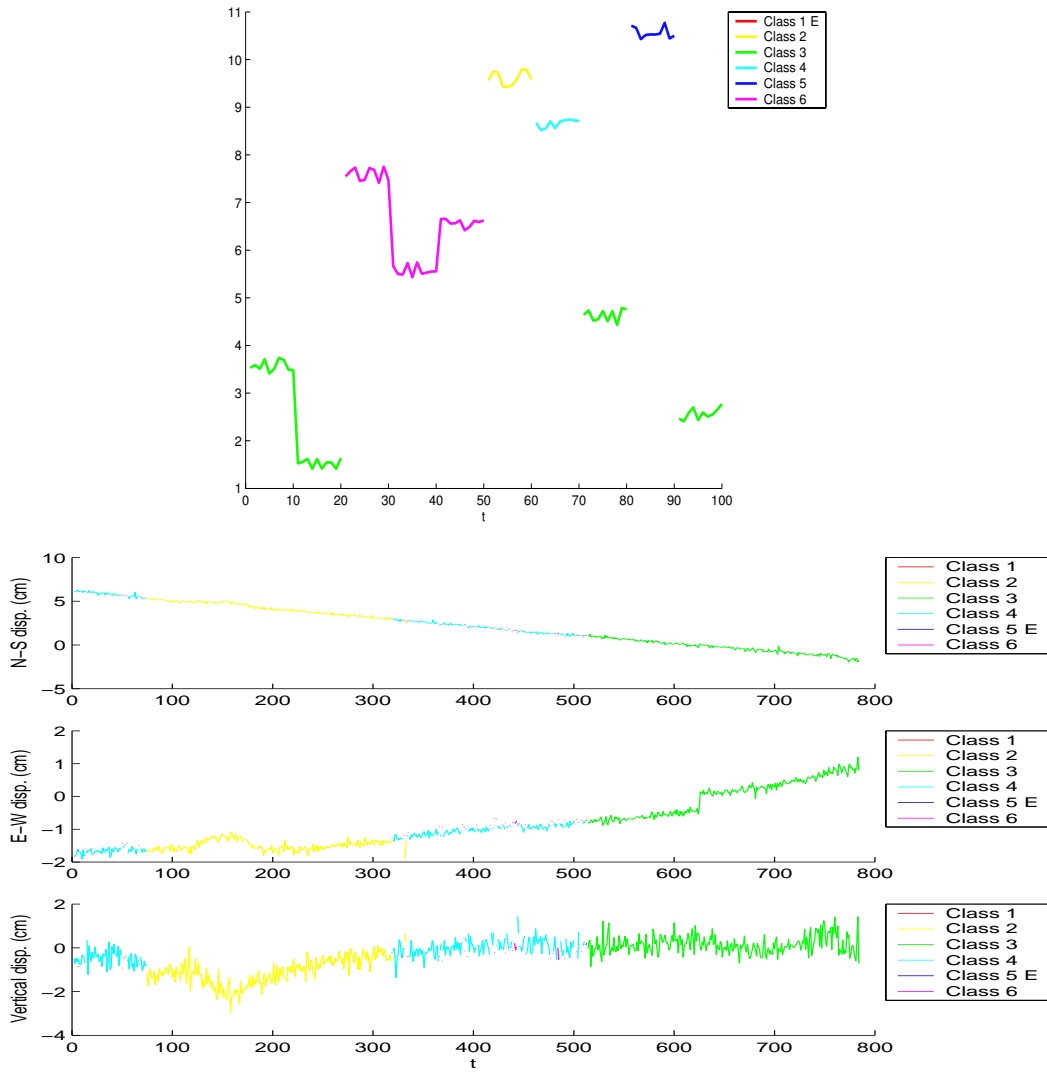 11
10
9
8
7
6
5
4
3
2
1
0 10 20 30 40 50 60 70 80 90 100
t
Class 1 E
Class 2
Class 3
Class 4
Class 5
Class 6
N−S disp. (cm)
10
5
0
−5
0 100 200 300 400 500 600 700 800
Class 1
Class 2
Class 3
Class 4
Class 5 E
Class 6
E−W disp. (cm)
2
1
0
−1
−2
0 100 200 300 400 500 600 700 800
Class 1
Class 2
Class 3
Class 4
Class 5 E
Class 6
Vertical disp. (cm)
2
0
−2
−4
0 100 200 300 400 500 600 700 800
t
Class 1
Class 2
Class 3
Class 4
Class 5 E
Class 6